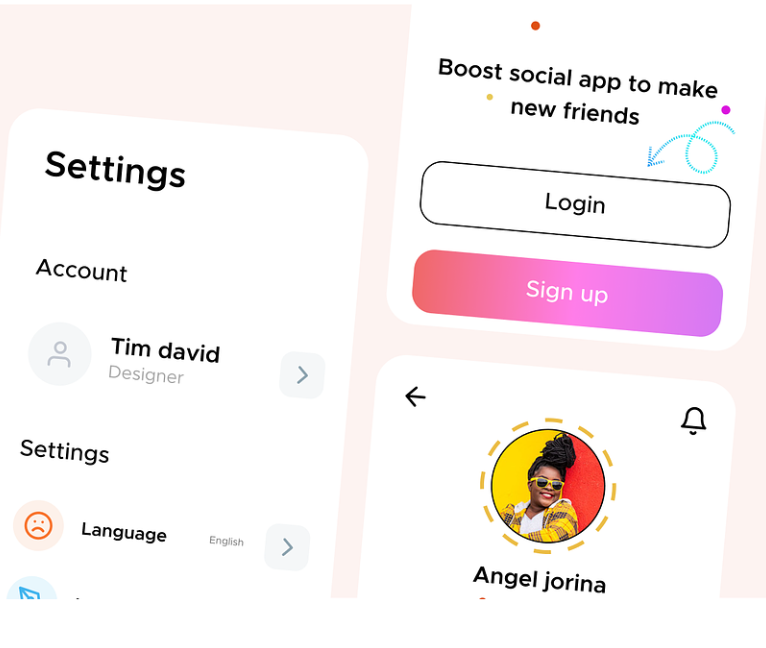 Settings
Account
Tim david
Designer
Settings
Language
English
Boost social app to make
new friends
Login
Sign up
Angel jorina